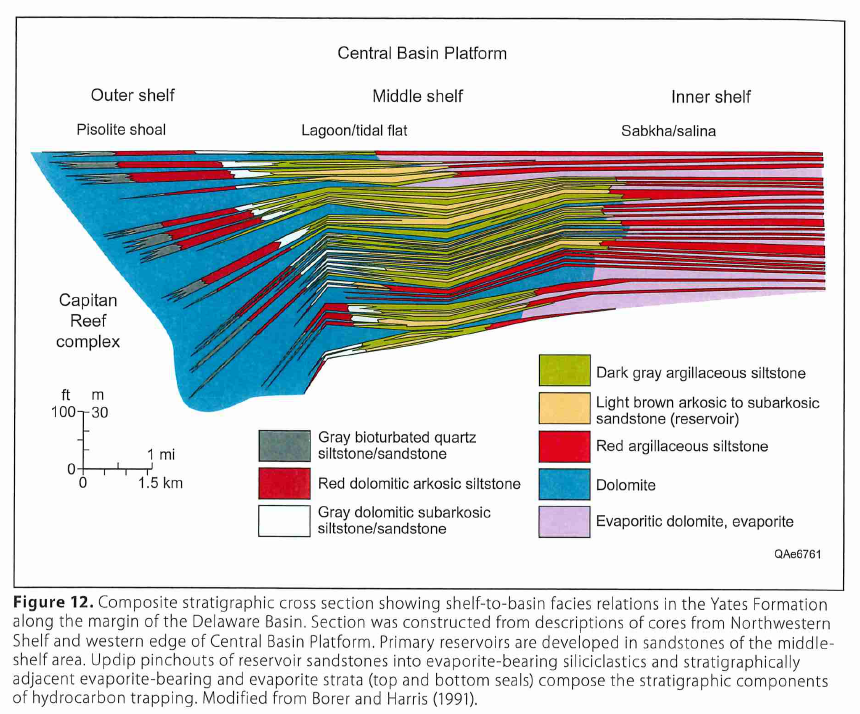 Central Basin Platform
Outer shelf
Middle shelf
Inner shelf
Pisolite shoal
Lagoon/tidal flat
Sabkha/salina
Capitan
Reef
complex
ft m
100 30
0
1 mi
0 1.5 km
Gray bioturbated quartz
siltstone/sandstone
Red dolomitic arkosic siltstone
Gray dolomitic subarkosic
siltstone/sandstone
Dark gray argillaceous siltstone
Light brown arkosic to subarkosic
sandstone (reservoir)
Red argillaceous siltstone
Dolomite
Evaporitic dolomite, evaporite
QAe6761
Figure 12. Composite stratigraphic cross section showing shelf-to-basin facies relations in the Yates Formation
along the margin of the Delaware Basin. Section was constructed from descriptions of cores from Northwestern
Shelf and western edge of Central Basin Platform. Primary reservoirs are developed in sandstones of the middle-
shelf area. Updip pinchouts of reservoir sandstones into evaporite-bearing siliciclastics and stratigraphically
adjacent evaporite-bearing and evaporite strata (top and bottom seals) compose the stratigraphic components
of hydrocarbon trapping. Modified from Borer and Harris (1991).